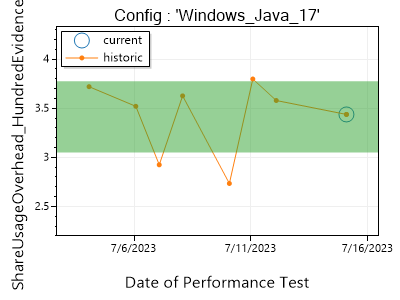 Config : 'Windows_Java_17'
current
historic
ShareUsageOverhead_HundredEvidence
4
3.5
3
2.5
7/6/2023
7/11/2023
7/16/2023
Date of Performance Test